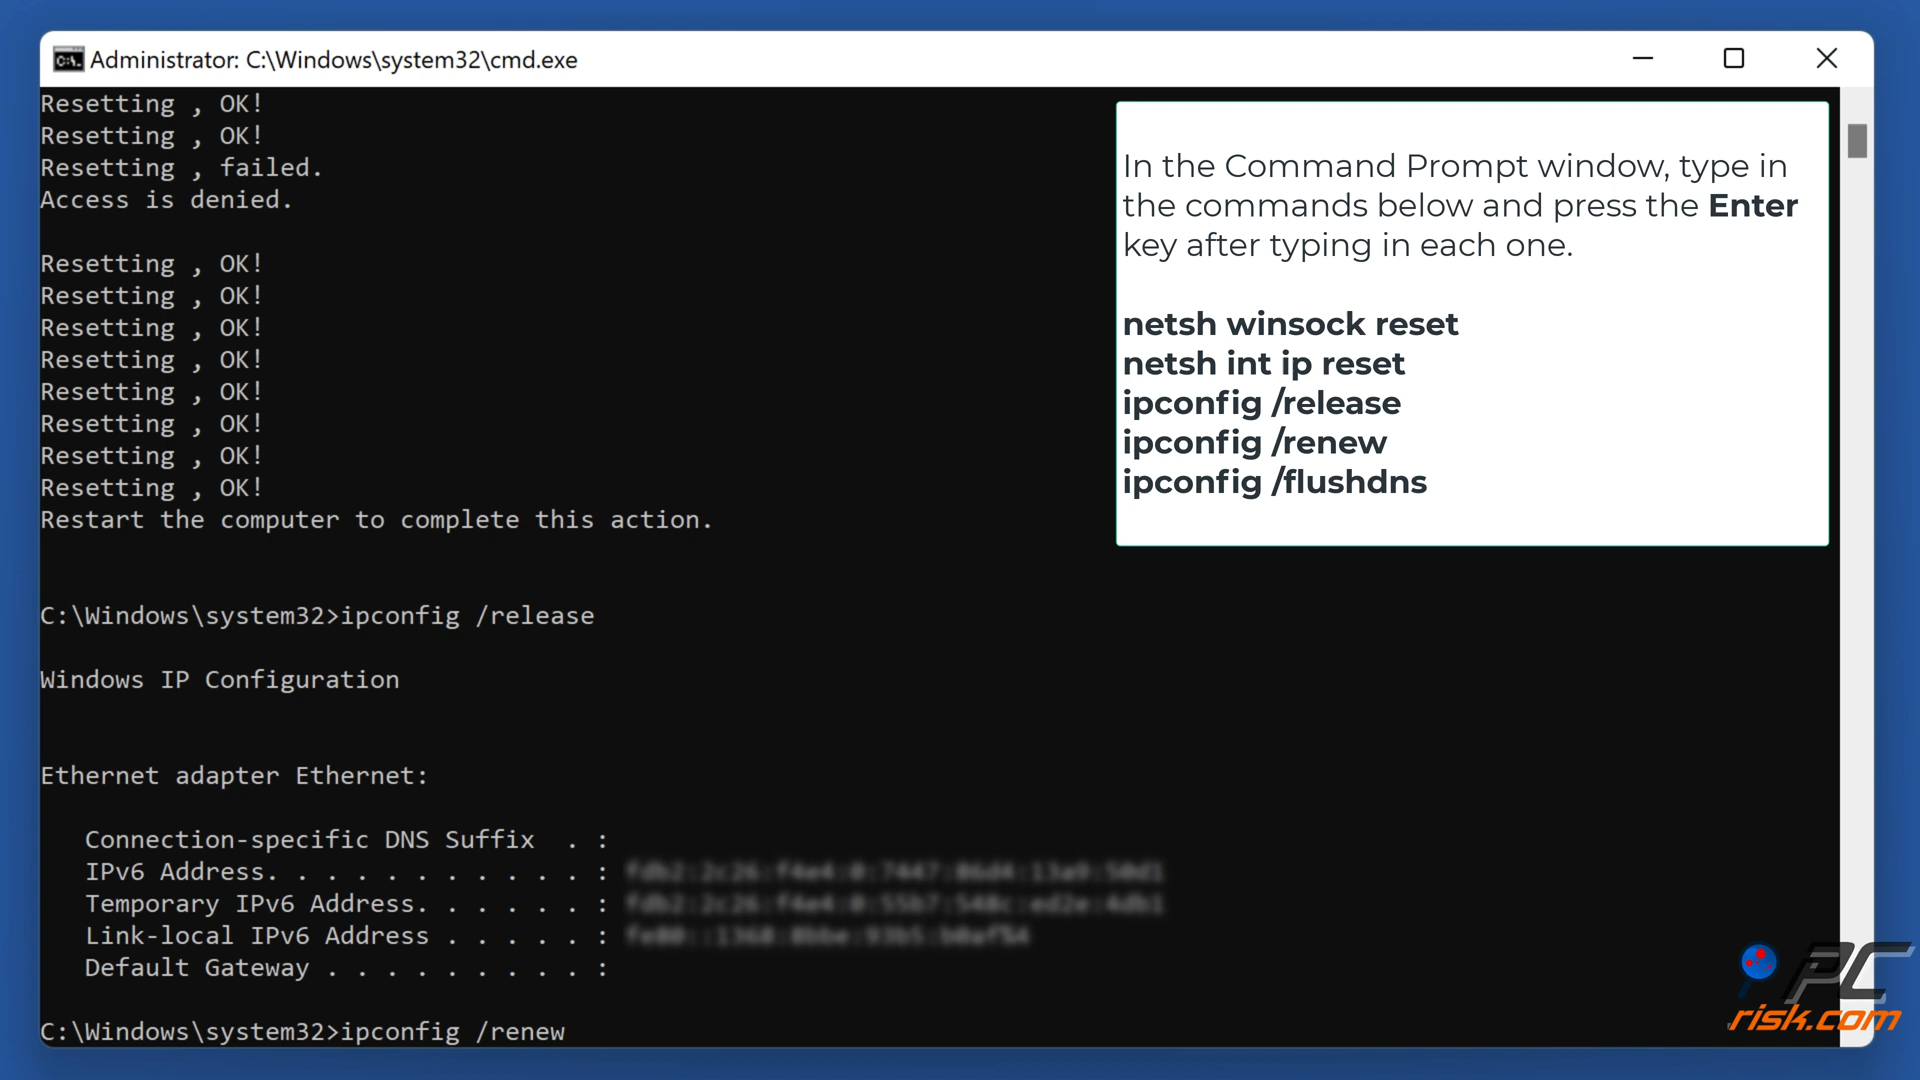 Administrator: C:\Windows\system32\cmd.exe
Resetting , OK!
Resetting , OK!
Resetting , failed.
Access is denied.
Resetting , OK!
Resetting , OK!
Resetting , OK!
Resetting , OK!
Resetting , OK!
Resetting , OK!
Resetting , OK!
Resetting , OK!
Restart the computer to complete this action.
C:\Windows\system32>ipconfig /release
Windows IP Configuration
Ethernet adapter Ethernet:
Connection-specific DNS Suffix . :
IPv6 Address. . . . . . . . . . . :
Temporary IPv6 Address. . . . . . :
Link-local IPv6 Address . . . . . :
Default Gateway . . . . . . . . . :
C:\Windows\system32>ipconfig /renew
In the Command Prompt window, type in
the commands below and press the Enter
key after typing in each one.
netsh winsock reset
netsh int ip reset
ipconfig /release
ipconfig /renew
ipconfig /flushdns
PC
risk.com